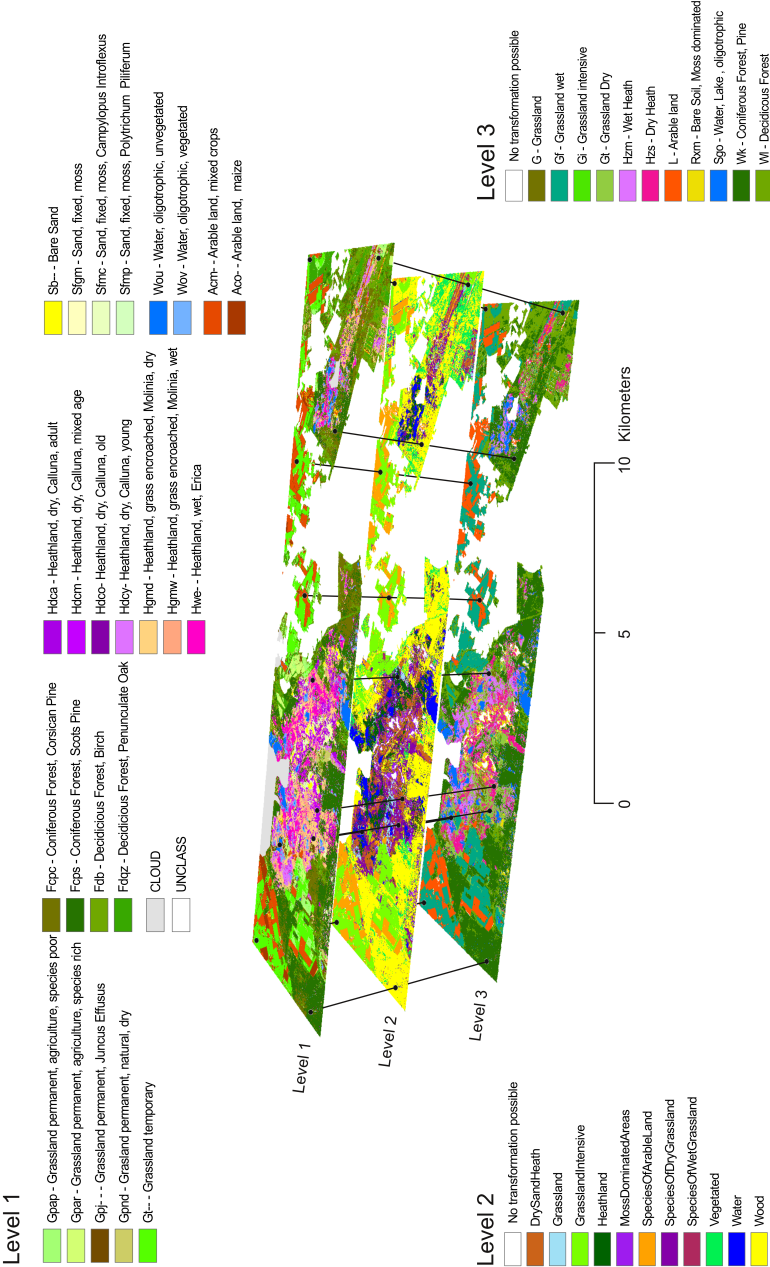 Level 1
Gpap - Grassland permanent, agriculture, species poor
Gpar - Grassland permanent, agriculture, species rich
Gpj- - - Grassland permanent, Juncus Effusus
Gpnd - Grasland permanent, natural, dry
Gt-- - Grassland temporary
Fcpc - Coniferous Forest, Corsican Pine
Fcps - Coniferous Forest, Scots Pine
Fdb - Decidicious Forest, Birch
Fdqz - Decidicious Forest, Penunculate Oak
CLOUD
UNCLASS
Hdca - Heathland, dry, Calluna, adult
Hdcm - Heathland, dry, Calluna, mixed age
Hdco- Heathland, dry, Calluna, old
Hdcy- Heathland, dry, Calluna, young
Hgmd - Heathland, grass encroached, Molinia, dry
Hgmw - Heathland, grass encroached, Molinia, wet
Hwe- - Heathland, wet, Erica
Sb-- - Bare Sand
Sfgm - Sand, fixed, moss
Sfmc - Sand, fixed, moss, Campylopus Introflexus
Sfmp - Sand, fixed, moss, Polytrichum Piliferum
Wou - Water, oligotrophic, unvegetated
Wov - Water, oligotrophic, vegetated
Acm- - Arable land, mixed crops
Aco- - Arable land, maize
Level 1
Level 2
Level 3
0
5
10
Kilometers
Level 2
No transformation possible
DrySandHeath
Grassland
GrasslandIntensive
Heathland
MossDominatedAreas
SpeciesOfArableLand
SpeciesOfDryGrassland
SpeciesOfWetGrassland
Vegetated
Water
Wood
Level 3
No transformation possible
G - Grassland
Gf - Grassland wet
Gi - Grassland intensive
Gt - Grassland Dry
Hzm - Wet Heath
Hzs - Dry Heath
L - Arable land
Rxm - Bare Soil, Moss dominated
Sgo - Water, Lake , oligotrophic
Wk - Coniferous Forest, Pine
Wl - Decidicous Forest